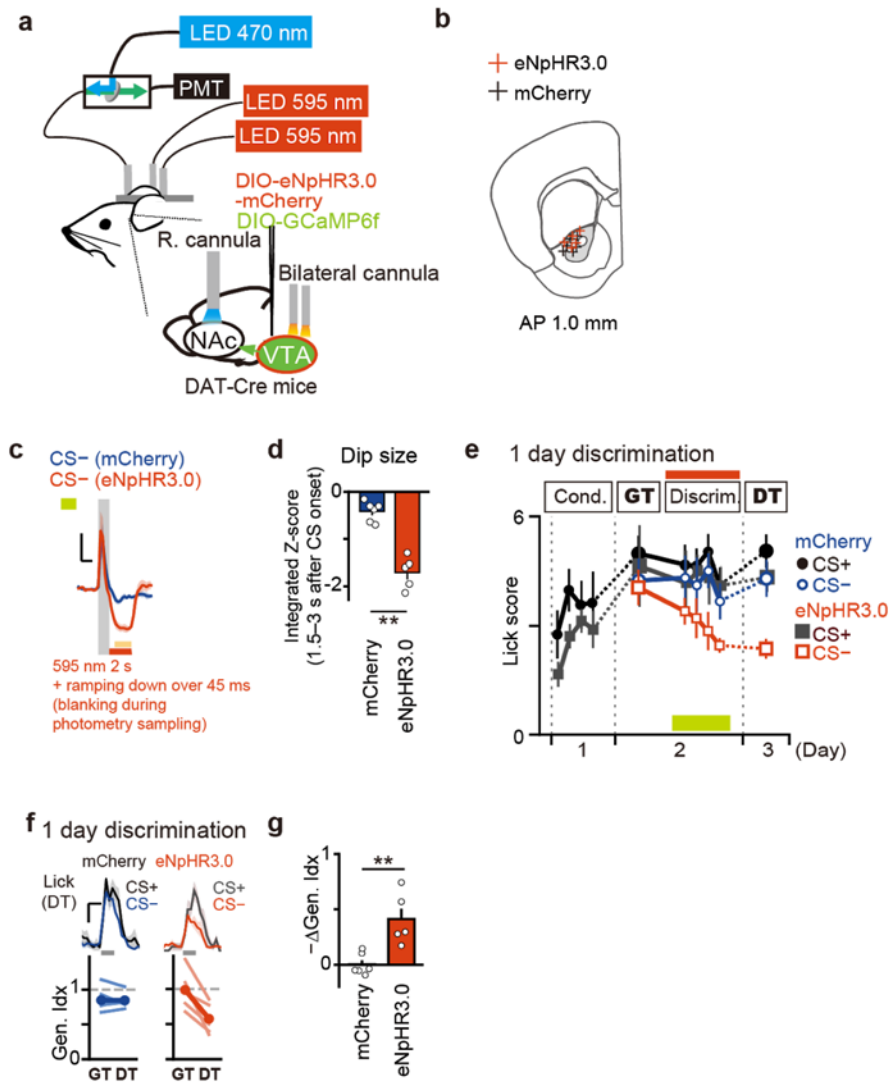 a
LED 470 nm
PMT
LED 595 nm
LED 595 nm
DIO-eNpHR3.0
-mCherry
DIO-GCaMP6f
R. cannula
Bilateral cannula
NAc
VTA
DAT-Cre mice
b
eNpHR3.0
mCherry
AP 1.0 mm
c
CS− (mCherry)
CS− (eNpHR3.0)
595 nm 2 s
+ ramping down over 45 ms
(blanking during
photometry sampling)
d
Dip size
Integrated Z-score
(1.5–3 s after CS onset)
0
−2
**
mCherry
eNpHR3.0
e 1 day discrimination
Cond. GT Discrim. DT
Lick score
6
0
1 2 3 (Day)
mCherry
CS+
CS−
eNpHR3.0
CS+
CS−
f 1 day discrimination
mCherry eNpHR3.0
Lick
(DT)
CS+
CS−
CS+
CS−
Gen. Idx
1
0
GT DT GT DT
g
−ΔGen. Idx
1
0
**
mCherry
eNpHR3.0